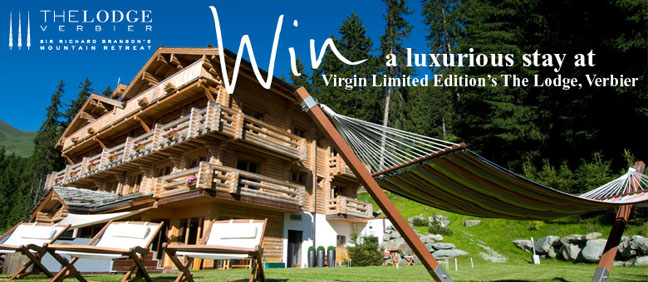 THE LODGE
VERBIER
SIR RICHARD BRANSON'S
MOUNTAIN RETREAT
Win
a luxurious stay at
Virgin Limited Edition's The Lodge, Verbier